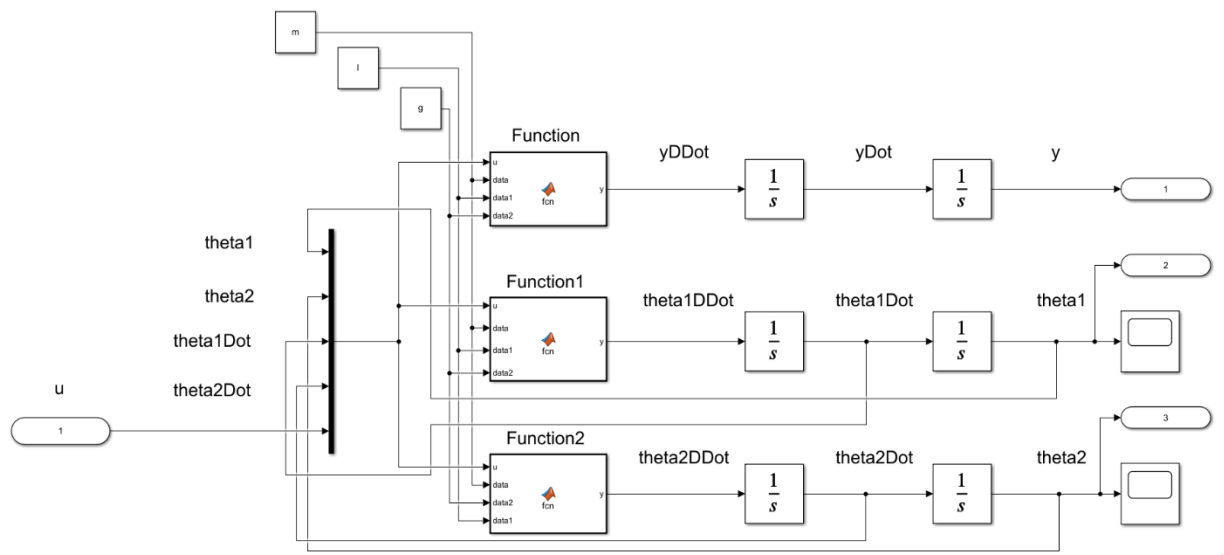 m
l
g
Function
u
data
data1
data2
fcn
y
yDDot
1
s
yDot
1
s
y
1
theta1
theta2
theta1Dot
theta2Dot
u
1
Function1
u
data
data1
data2
fcn
y
theta1DDot
1
s
theta1Dot
1
s
theta1
2
Function2
u
data
data2
data1
fcn
y
theta2DDot
1
s
theta2Dot
1
s
theta2
3